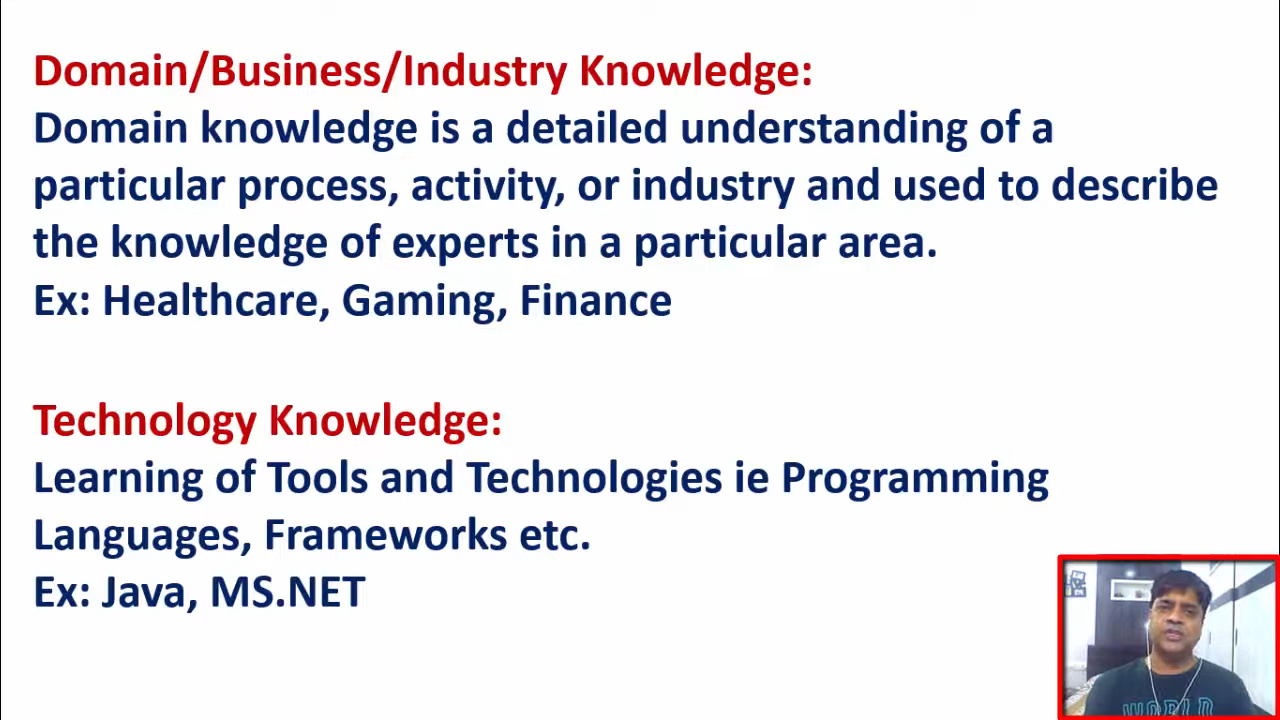 Domain/Business/Industry Knowledge:
Domain knowledge is a detailed understanding of a
particular process, activity, or industry and used to describe
the knowledge of experts in a particular area.
Ex: Healthcare, Gaming, Finance
Technology Knowledge:
Learning of Tools and Technologies ie Programming
Languages, Frameworks etc.
Ex: Java, MS.NET
WORLD